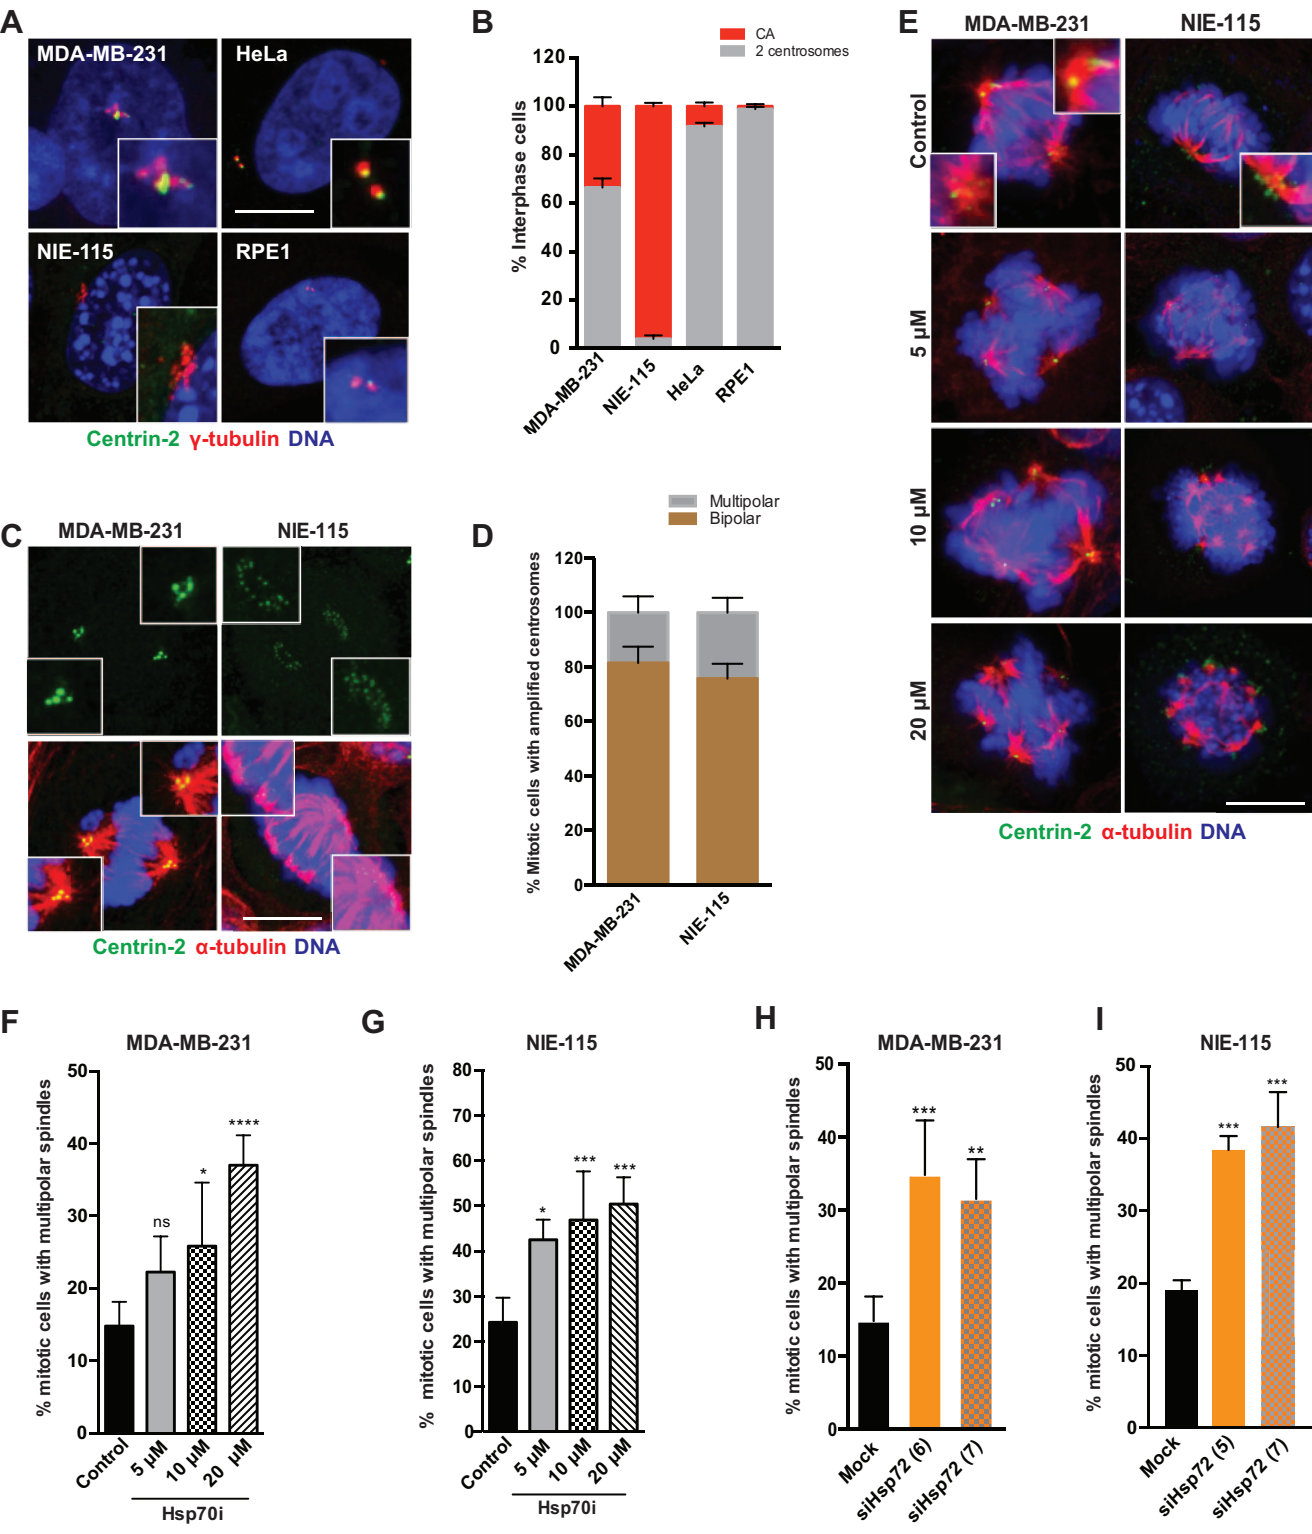 A
MDA-MB-231
HeLa
NIE-115
RPE1
Centrin-2 γ-tubulin DNA
B
CA
2 centrosomes
% Interphase cells
120
100
80
60
40
20
0
MDA-MB-231
NIE-115
HeLa
RPE1
C
MDA-MB-231
NIE-115
Centrin-2 α-tubulin DNA
D
Multipolar
Bipolar
% Mitotic cells with amplified centrosomes
120
100
80
60
40
20
0
MDA-MB-231
NIE-115
E
MDA-MB-231
NIE-115
Control
5 μM
10 μM
20 μM
Centrin-2 α-tubulin DNA
F
MDA-MB-231
% mitotic cells with multipolar spindles
50
40
30
20
10
0
ns
*
****
Control
5 μM
10 μM
20 μM
Hsp70i
G
NIE-115
% mitotic cells with multipolar spindles
80
70
60
50
40
30
20
10
0
*
***
***
Control
5 μM
10 μM
20 μM
Hsp70i
H
MDA-MB-231
% mitotic cells with multipolar spindles
50
40
30
20
10
0
***
**
Mock
siHsp72 (6)
siHsp72 (7)
I
NIE-115
% mitotic cells with multipolar spindles
50
40
30
20
10
0
***
***
Mock
siHsp72 (5)
siHsp72 (7)